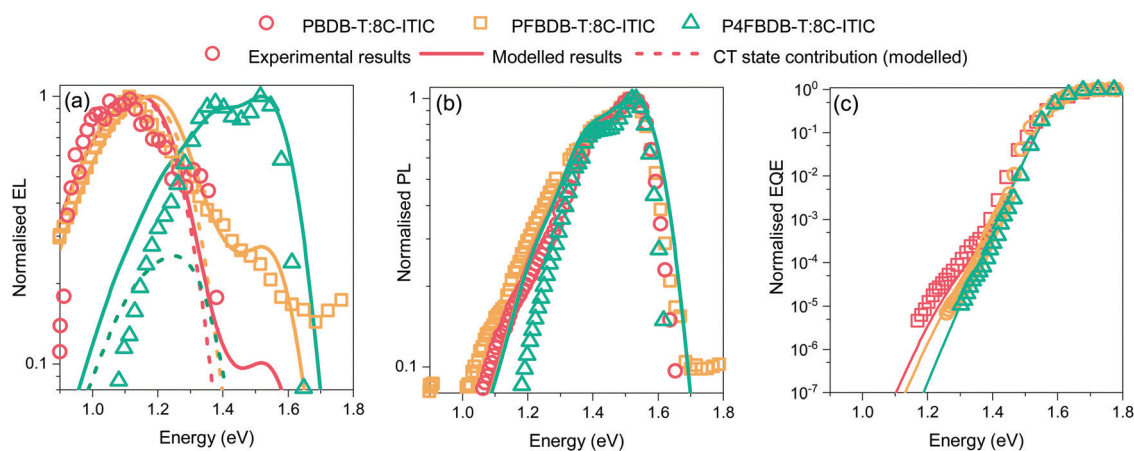 PBDB-T:8C-ITIC PFBDB-T:8C-ITIC P4FBDB-T:8C-ITIC
Experimental results Modelled results CT state contribution (modelled)
(a)
1
0.1
Normalised EL
1.0 1.2 1.4 1.6 1.8
Energy (eV)
(b)
1
0.1
Normalised PL
1.0 1.2 1.4 1.6 1.8
Energy (eV)
(c)
10^0
10^-1
10^-2
10^-3
10^-4
10^-5
10^-6
10^-7
Normalised EQE
1.0 1.2 1.4 1.6 1.8
Energy (eV)